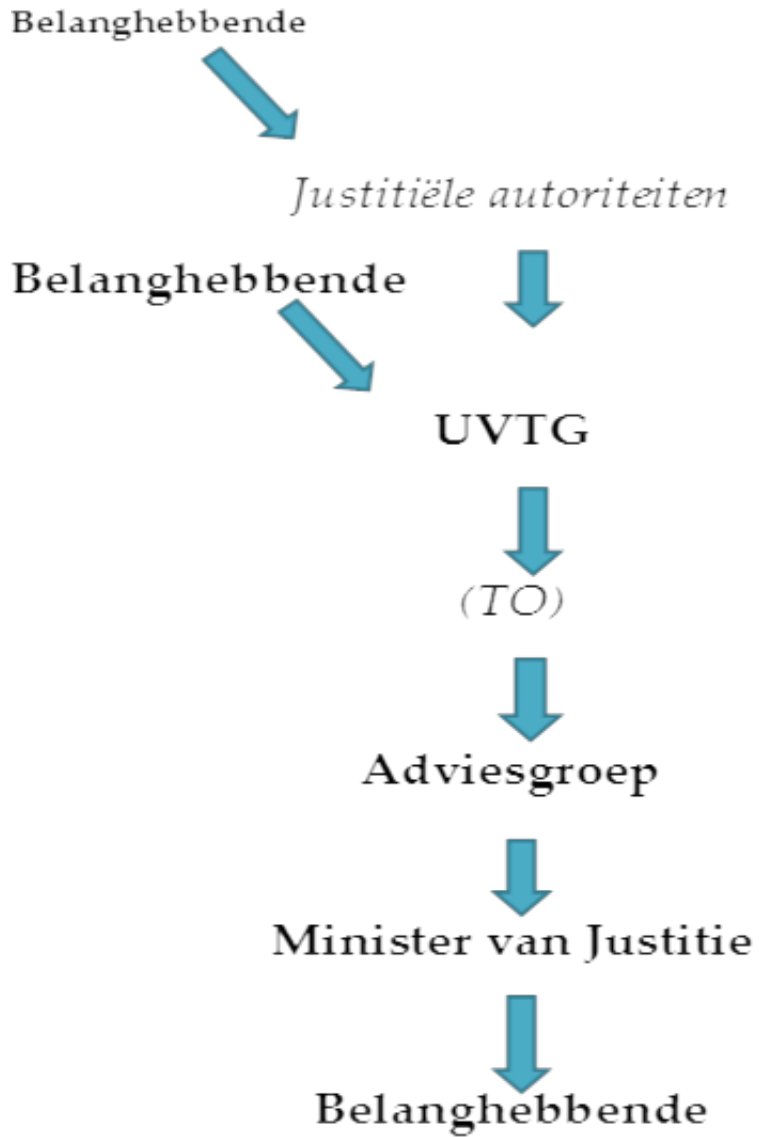 Belanghebbende
Justitiële autoriteiten
Belanghebbende
UVTG
(TO)
Adviesgroep
Minister van Justitie
Belanghebbende